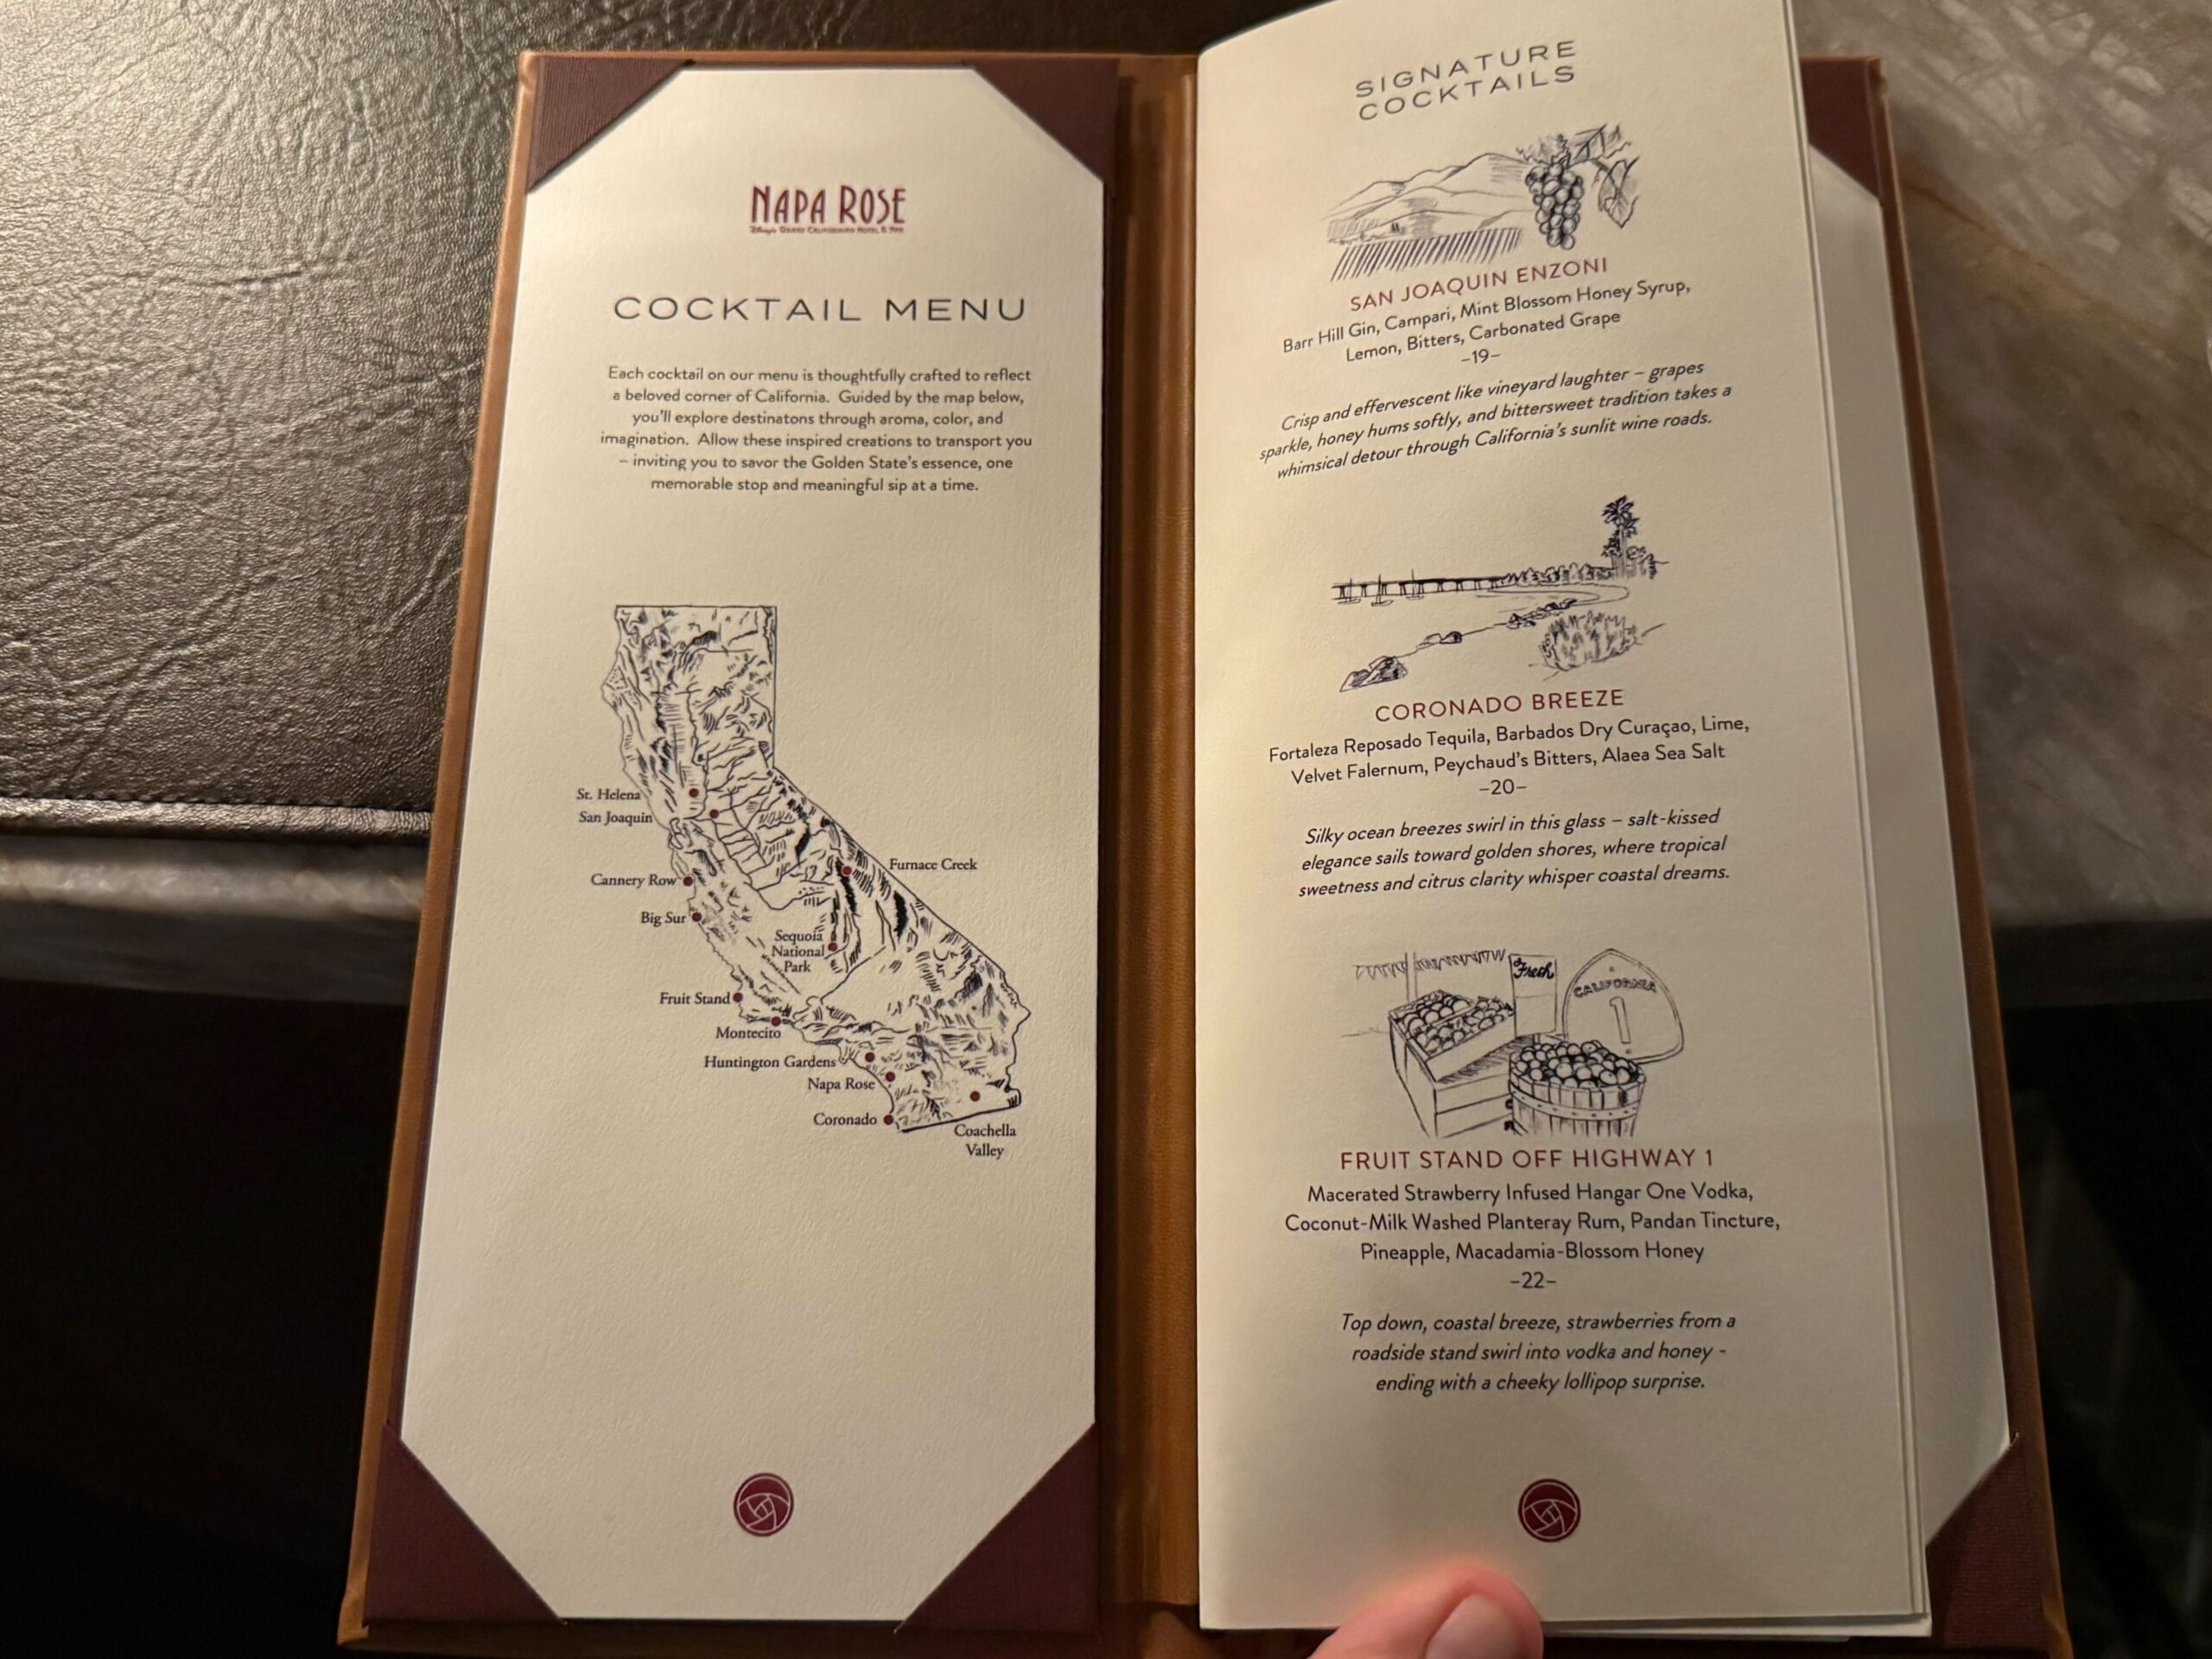 NAPA ROSE
Disney's Grand Californian Hotel & Spa
COCKTAIL MENU
Each cocktail on our menu is thoughtfully crafted to reflect
a beloved corner of California. Guided by the map below,
you'll explore destinatons through aroma, color, and
imagination. Allow these inspired creations to transport you
– inviting you to savor the Golden State's essence, one
memorable stop and meaningful sip at a time.
St. Helena
San Joaquin
Furnace Creek
Cannery Row
Big Sur
Sequoia
National
Park
Fruit Stand
Montecito
Huntington Gardens
Napa Rose
Coronado
Coachella
Valley
SIGNATURE
COCKTAILS
SAN JOAQUIN ENZONI
Barr Hill Gin, Campari, Mint Blossom Honey Syrup,
Lemon, Bitters, Carbonated Grape
–19–
Crisp and effervescent like vineyard laughter – grapes
sparkle, honey hums softly, and bittersweet tradition takes a
whimsical detour through California's sunlit wine roads.
CORONADO BREEZE
Fortaleza Reposado Tequila, Barbados Dry Curaçao, Lime,
Velvet Falernum, Peychaud's Bitters, Alaea Sea Salt
–20–
Silky ocean breezes swirl in this glass – salt-kissed
elegance sails toward golden shores, where tropical
sweetness and citrus clarity whisper coastal dreams.
Fresh
CALIFORNIA
1
FRUIT STAND OFF HIGHWAY 1
Macerated Strawberry Infused Hangar One Vodka,
Coconut-Milk Washed Planteray Rum, Pandan Tincture,
Pineapple, Macadamia-Blossom Honey
–22–
Top down, coastal breeze, strawberries from a
roadside stand swirl into vodka and honey -
ending with a cheeky lollipop surprise.